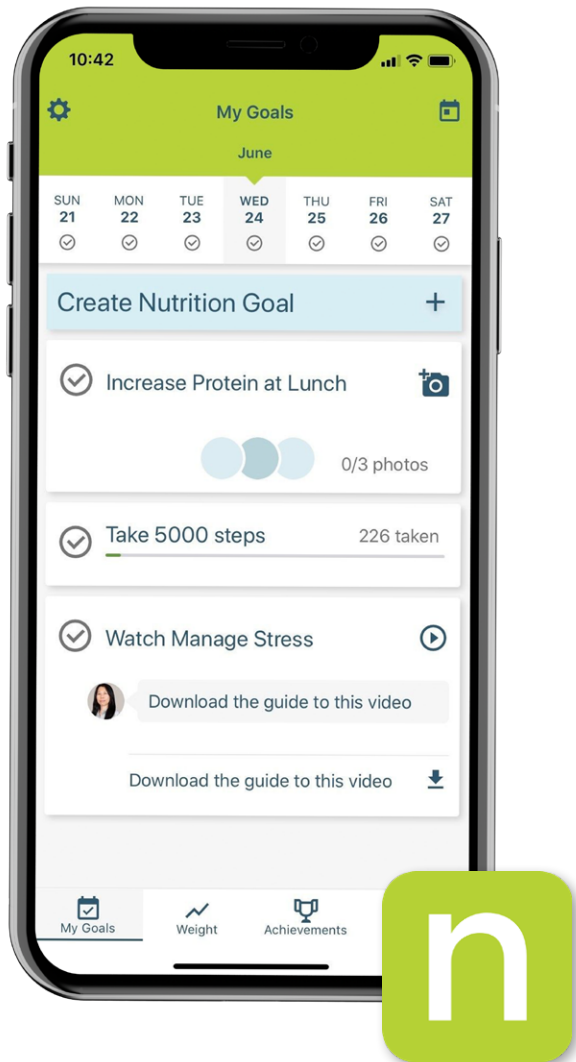 10:42
My Goals
June
SUN MON TUE WED THU FRI SAT
21 22 23 24 25 26 27
Create Nutrition Goal +
Increase Protein at Lunch
0/3 photos
Take 5000 steps 226 taken
Watch Manage Stress
Download the guide to this video
Download the guide to this video
My Goals Weight Achievements
n